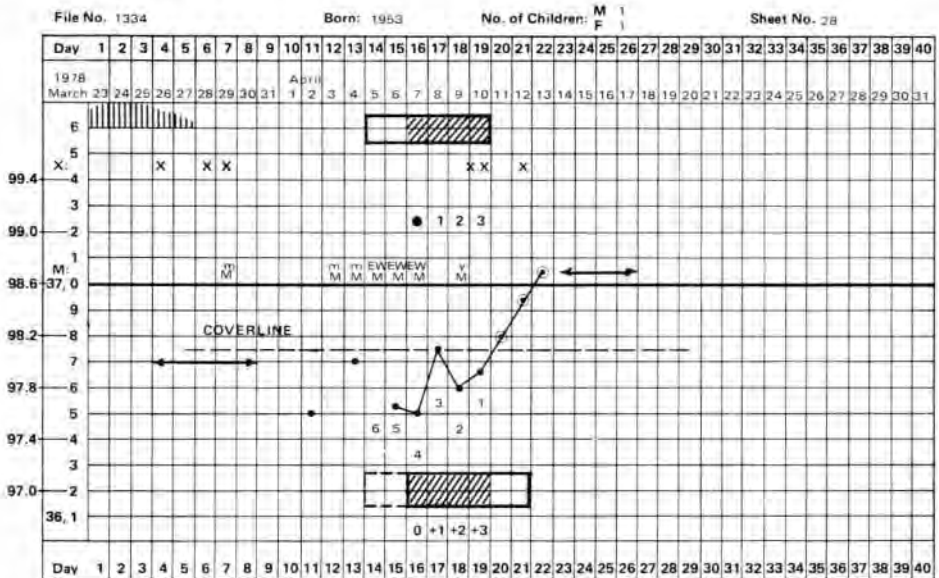 File No. 1334 Born: 1953 No. of Children: M 1
F 1
Sheet No. 28
Day 1 2 3 4 5 6 7 8 9 10 11 12 13 14 15 16 17 18 19 20 21 22 23 24 25 26 27 28 29 30 31 32 33 34 35 36 37 38 39 40
1978 April
March 23 24 25 26 27 28 29 30 31 1 2 3 4 5 6 7 8 9 10 11 12 13 14 15 16 17 18 19 20 21 22 23 24 25 26 27 28 29 30 31
6
5
X: X X X X X X
99.4 4
3
● 1 2 3
99.0 2
1
M: m m m EW EW EW y
M M M M M M M
98.6 37, 0
9
COVERLINE
98.2 8
7
97.8 6
3 1
5
6 5 2
97.4 4
4
3
97.0 2
36, 1
0 +1 +2 +3
Day 1 2 3 4 5 6 7 8 9 10 11 12 13 14 15 16 17 18 19 20 21 22 23 24 25 26 27 28 29 30 31 32 33 34 35 36 37 38 39 40